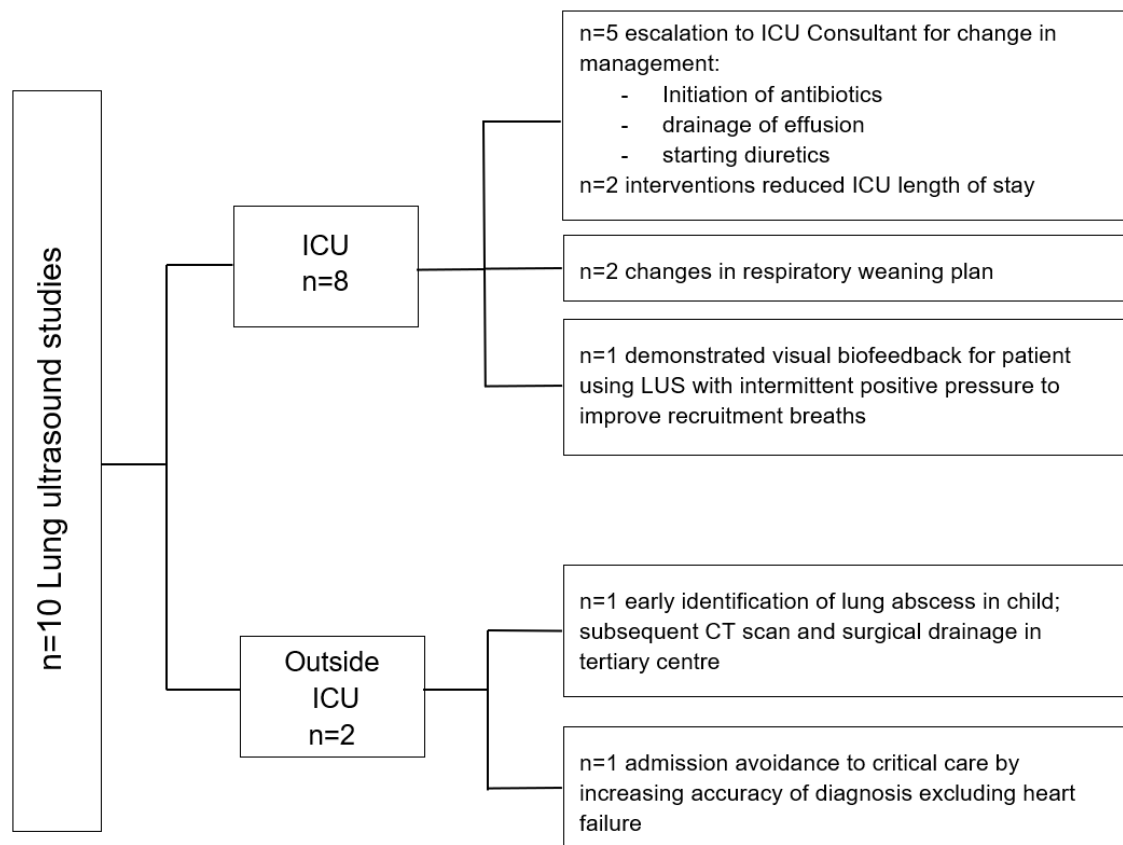 n=10 Lung ultrasound studies
ICU
n=8
n=5 escalation to ICU Consultant for change in
management:
- Initiation of antibiotics
- drainage of effusion
- starting diuretics
n=2 interventions reduced ICU length of stay
n=2 changes in respiratory weaning plan
n=1 demonstrated visual biofeedback for patient
using LUS with intermittent positive pressure to
improve recruitment breaths
Outside
ICU
n=2
n=1 early identification of lung abscess in child;
subsequent CT scan and surgical drainage in
tertiary centre
n=1 admission avoidance to critical care by
increasing accuracy of diagnosis excluding heart
failure